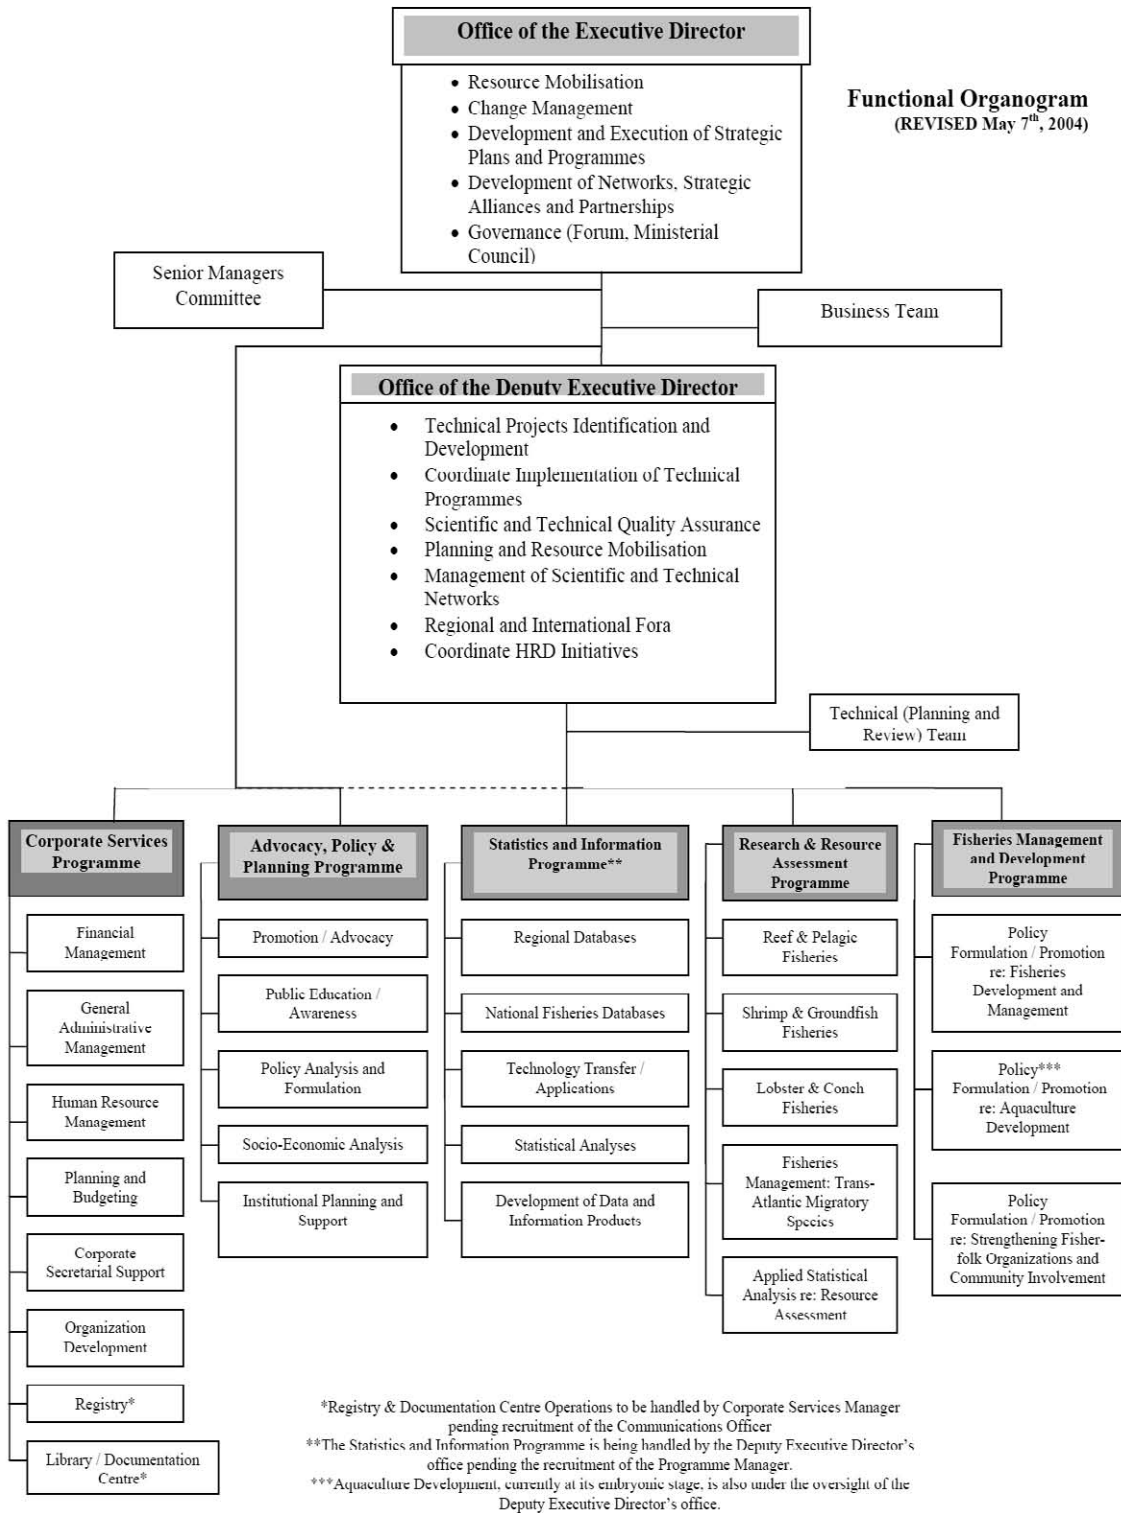 Office of the Executive Director
• Resource Mobilisation
• Change Management
• Development and Execution of Strategic
Plans and Programmes
• Development of Networks, Strategic
Alliances and Partnerships
• Governance (Forum, Ministerial
Council)
Functional Organogram
(REVISED May 7th, 2004)
Senior Managers
Committee
Business Team
Office of the Deputy Executive Director
• Technical Projects Identification and
Development
• Coordinate Implementation of Technical
Programmes
• Scientific and Technical Quality Assurance
• Planning and Resource Mobilisation
• Management of Scientific and Technical
Networks
• Regional and International Fora
• Coordinate HRD Initiatives
Technical (Planning and
Review) Team
Corporate Services
Programme
Financial
Management
General
Administrative
Management
Human Resource
Management
Planning and
Budgeting
Corporate
Secretarial Support
Organization
Development
Registry*
Library / Documentation
Centre*
Advocacy, Policy &
Planning Programme
Promotion / Advocacy
Public Education /
Awareness
Policy Analysis and
Formulation
Socio-Economic Analysis
Institutional Planning and
Support
Statistics and Information
Programme**
Regional Databases
National Fisheries Databases
Technology Transfer /
Applications
Statistical Analyses
Development of Data and
Information Products
Research & Resource
Assessment
Programme
Reef & Pelagic
Fisheries
Shrimp & Groundfish
Fisheries
Lobster & Conch
Fisheries
Fisheries
Management: Trans-
Atlantic Migratory
Species
Applied Statistical
Analysis re: Resource
Assessment
Fisheries Management
and Development
Programme
Policy
Formulation / Promotion
re: Fisheries
Development and
Management
Policy***
Formulation / Promotion
re: Aquaculture
Development
Policy
Formulation / Promotion
re: Strengthening Fisher-
folk Organizations and
Community Involvement
*Registry & Documentation Centre Operations to be handled by Corporate Services Manager
pending recruitment of the Communications Officer
**The Statistics and Information Programme is being handled by the Deputy Executive Director's
office pending the recruitment of the Programme Manager.
***Aquaculture Development, currently at its embryonic stage, is also under the oversight of the
Deputy Executive Director's office.